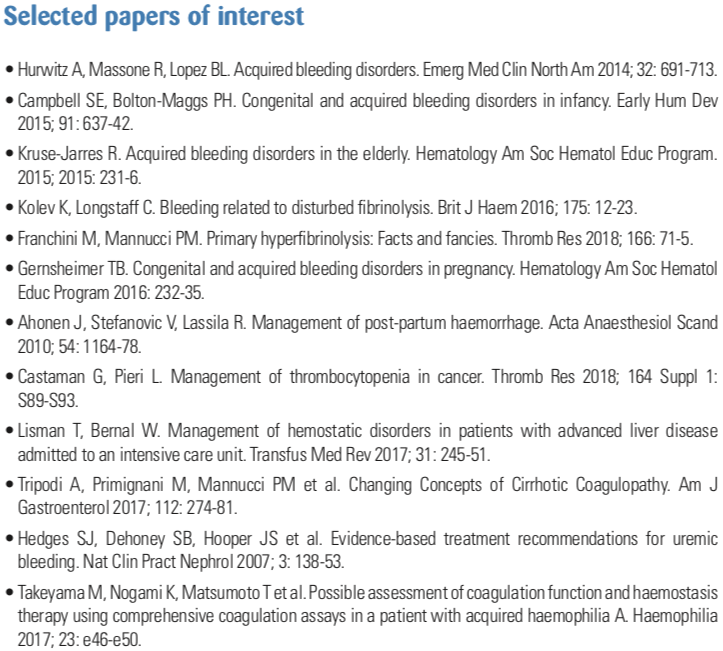 Selected papers of interest
• Hurwitz A, Massone R, Lopez BL. Acquired bleeding disorders. Emerg Med Clin North Am 2014; 32: 691-713.
• Campbell SE, Bolton-Maggs PH. Congenital and acquired bleeding disorders in infancy. Early Hum Dev
2015; 91: 637-42.
• Kruse-Jarres R. Acquired bleeding disorders in the elderly. Hematology Am Soc Hematol Educ Program.
2015; 2015: 231-6.
• Kolev K, Longstaff C. Bleeding related to disturbed fibrinolysis. Brit J Haem 2016; 175: 12-23.
• Franchini M, Mannucci PM. Primary hyperfibrinolysis: Facts and fancies. Thromb Res 2018; 166: 71-5.
• Gernsheimer TB. Congenital and acquired bleeding disorders in pregnancy. Hematology Am Soc Hematol
Educ Program 2016: 232-35.
• Ahonen J, Stefanovic V, Lassila R. Management of post-partum haemorrhage. Acta Anaesthesiol Scand
2010; 54: 1164-78.
• Castaman G, Pieri L. Management of thrombocytopenia in cancer. Thromb Res 2018; 164 Suppl 1:
S89-S93.
• Lisman T, Bernal W. Management of hemostatic disorders in patients with advanced liver disease
admitted to an intensive care unit. Transfus Med Rev 2017; 31: 245-51.
• Tripodi A, Primignani M, Mannucci PM et al. Changing Concepts of Cirrhotic Coagulopathy. Am J
Gastroenterol 2017; 112: 274-81.
• Hedges SJ, Dehoney SB, Hooper JS et al. Evidence-based treatment recommendations for uremic
bleeding. Nat Clin Pract Nephrol 2007; 3: 138-53.
• Takeyama M, Nogami K, Matsumoto T et al. Possible assessment of coagulation function and haemostasis
therapy using comprehensive coagulation assays in a patient with acquired haemophilia A. Haemophilia
2017; 23: e46-e50.